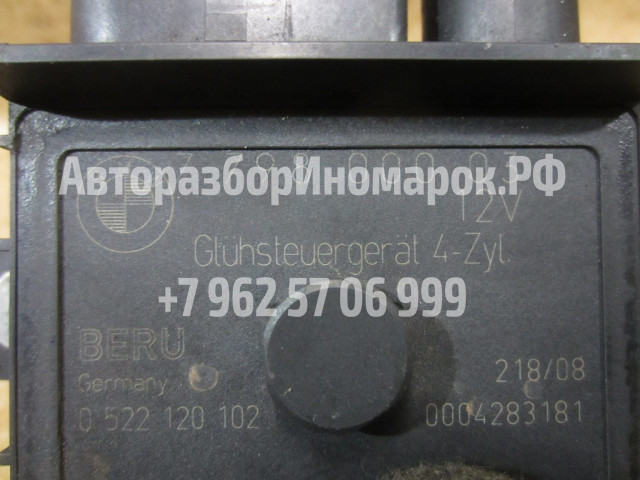 АвторазборИномарок.РФ
12V
Glühsteuergerät 4-Zyl.
+7 962 57 06 999
BERU
Germany
218/08
0 522 120 102
0004283181